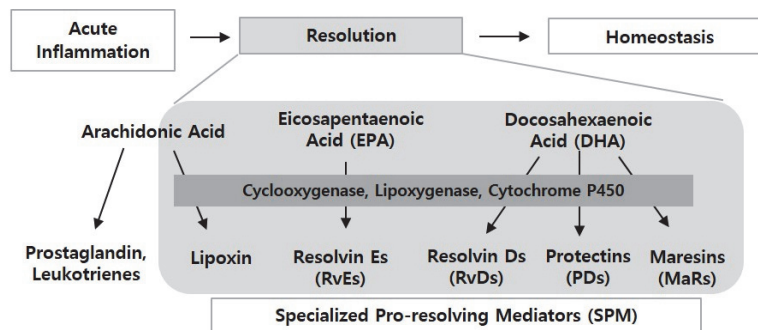 Acute
Inflammation
Resolution
Homeostasis
Arachidonic Acid
Eicosapentaenoic
Acid (EPA)
Docosahexaenoic
Acid (DHA)
Cyclooxygenase, Lipoxygenase, Cytochrome P450
Prostaglandin,
Leukotrienes
Lipoxin
Resolvin Es
(RvEs)
Resolvin Ds
(RvDs)
Protectins
(PDs)
Maresins
(MaRs)
Specialized Pro-resolving Mediators (SPM)